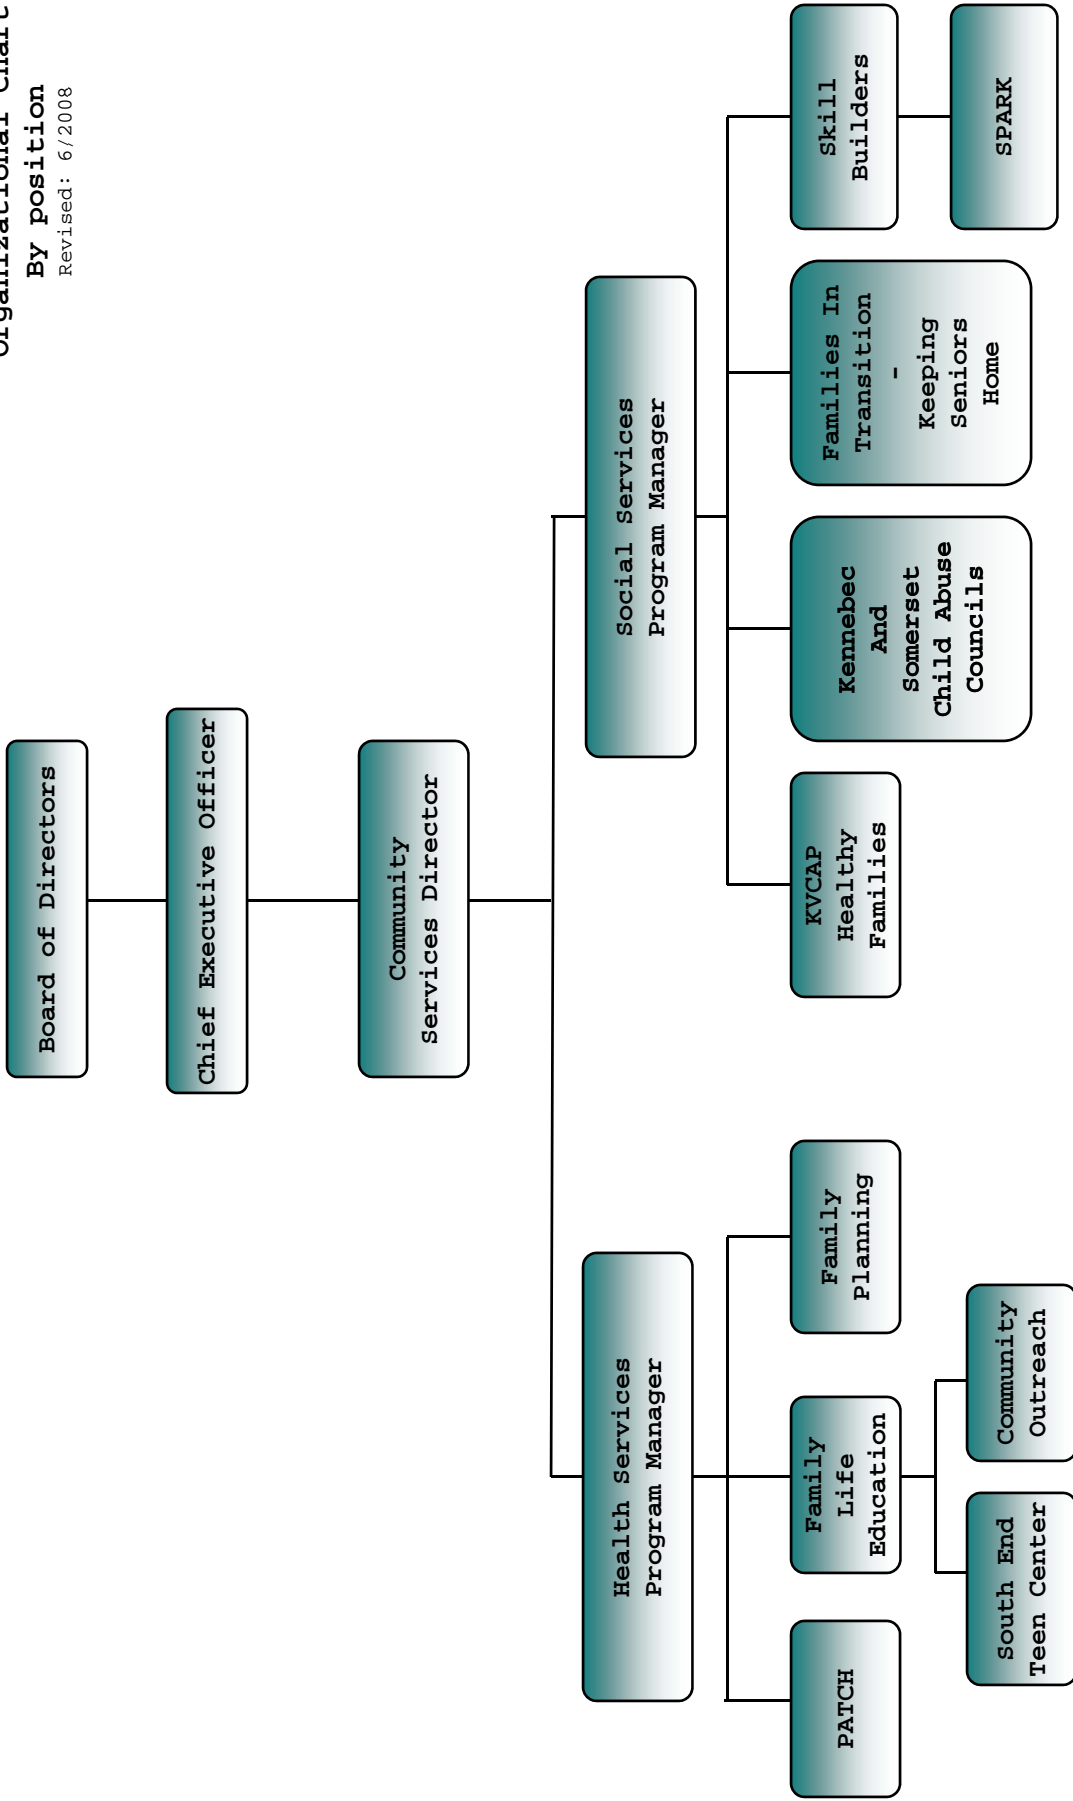 Organizational Chart
By position
Revised: 6/2008
Board of Directors
Chief Executive Officer
Community
Services Director
Health Services
Program Manager
Social Services
Program Manager
PATCH
Family
Life
Education
Family
Planning
KVCAP
Healthy
Families
Kennebec
And
Somerset
Child Abuse
Councils
Families In
Transition
-
Keeping
Seniors
Home
Skill
Builders
South End
Teen Center
Community
Outreach
SPARK